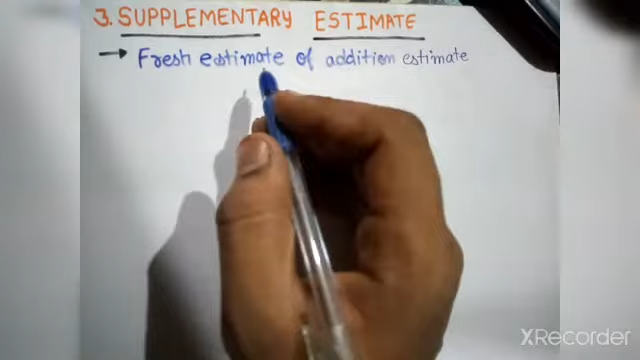 3. SUPPLEMENTARY ESTIMATE
→ Fresh estimate of addition estimate
XRecorder